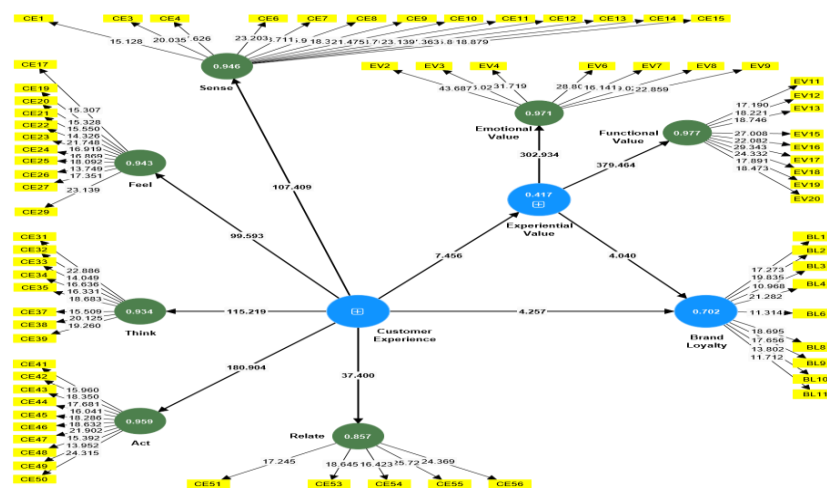 CE1
CE3
CE4
CE6
CE7
CE8
CE9
CE10
CE11
CE12
CE13
CE14
CE15
15.128
20.035
23.203
18.879
0.946
Sense
CE17
CE19
CE20
CE21
CE22
CE23
CE24
CE25
CE26
CE27
CE29
15.307
15.328
15.550
14.326
21.748
16.919
16.869
18.092
13.749
17.351
23.139
0.943
Feel
EV2
EV3
EV4
EV6
EV7
EV8
EV9
43.687
31.719
16.141
22.859
0.971
Emotional
Value
Functional
Value
0.977
EV11
EV12
EV13
EV15
EV16
EV17
EV18
EV19
EV20
17.190
18.221
18.746
27.008
22.082
29.343
24.332
17.891
18.473
302.934
379.464
107.409
0.417
Experiential
Value
99.593
7.456
4.040
CE31
CE32
CE33
CE34
CE35
CE37
CE38
CE39
22.886
14.049
16.636
16.331
18.683
15.509
20.125
19.260
0.934
Think
115.219
Customer
Experience
4.257
0.702
Brand
Loyalty
BL1
BL2
BL3
BL4
BL6
BL8
BL9
BL10
BL11
17.273
19.835
10.968
21.282
11.314
18.695
17.656
13.802
11.712
180.904
37.400
CE41
CE42
CE43
CE44
CE45
CE46
CE47
CE48
CE49
CE50
15.960
18.350
17.681
16.041
18.286
18.632
21.902
15.392
13.952
24.315
0.959
Act
Relate
0.857
17.245
18.645
16.423
24.369
CE51
CE53
CE54
CE55
CE56